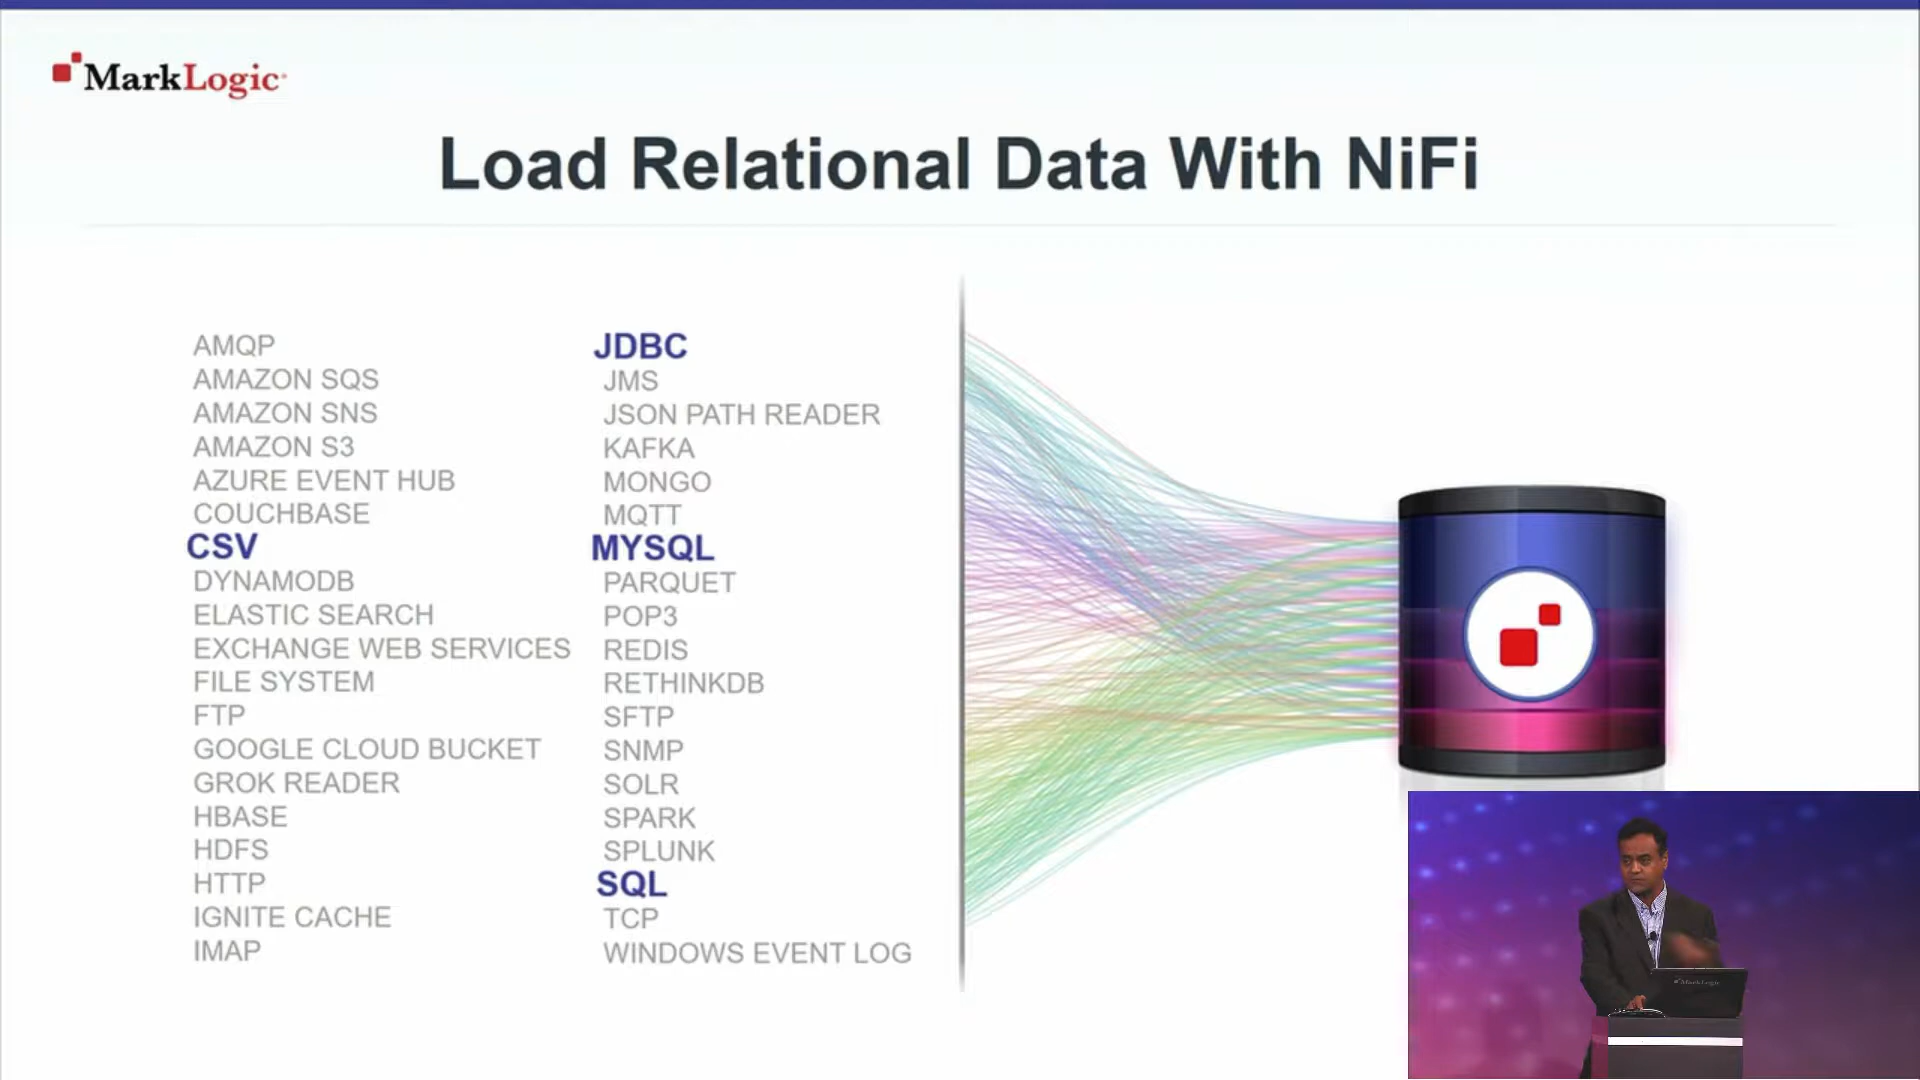 MarkLogic
Load Relational Data With NiFi
AMQP
AMAZON SQS
AMAZON SNS
AMAZON S3
AZURE EVENT HUB
COUCHBASE
CSV
DYNAMODB
ELASTIC SEARCH
EXCHANGE WEB SERVICES
FILE SYSTEM
FTP
GOOGLE CLOUD BUCKET
GROK READER
HBASE
HDFS
HTTP
IGNITE CACHE
IMAP
JDBC
JMS
JSON PATH READER
KAFKA
MONGO
MQTT
MYSQL
PARQUET
POP3
REDIS
RETHINKDB
SFTP
SNMP
SOLR
SPARK
SPLUNK
SQL
TCP
WINDOWS EVENT LOG
MarkLogic